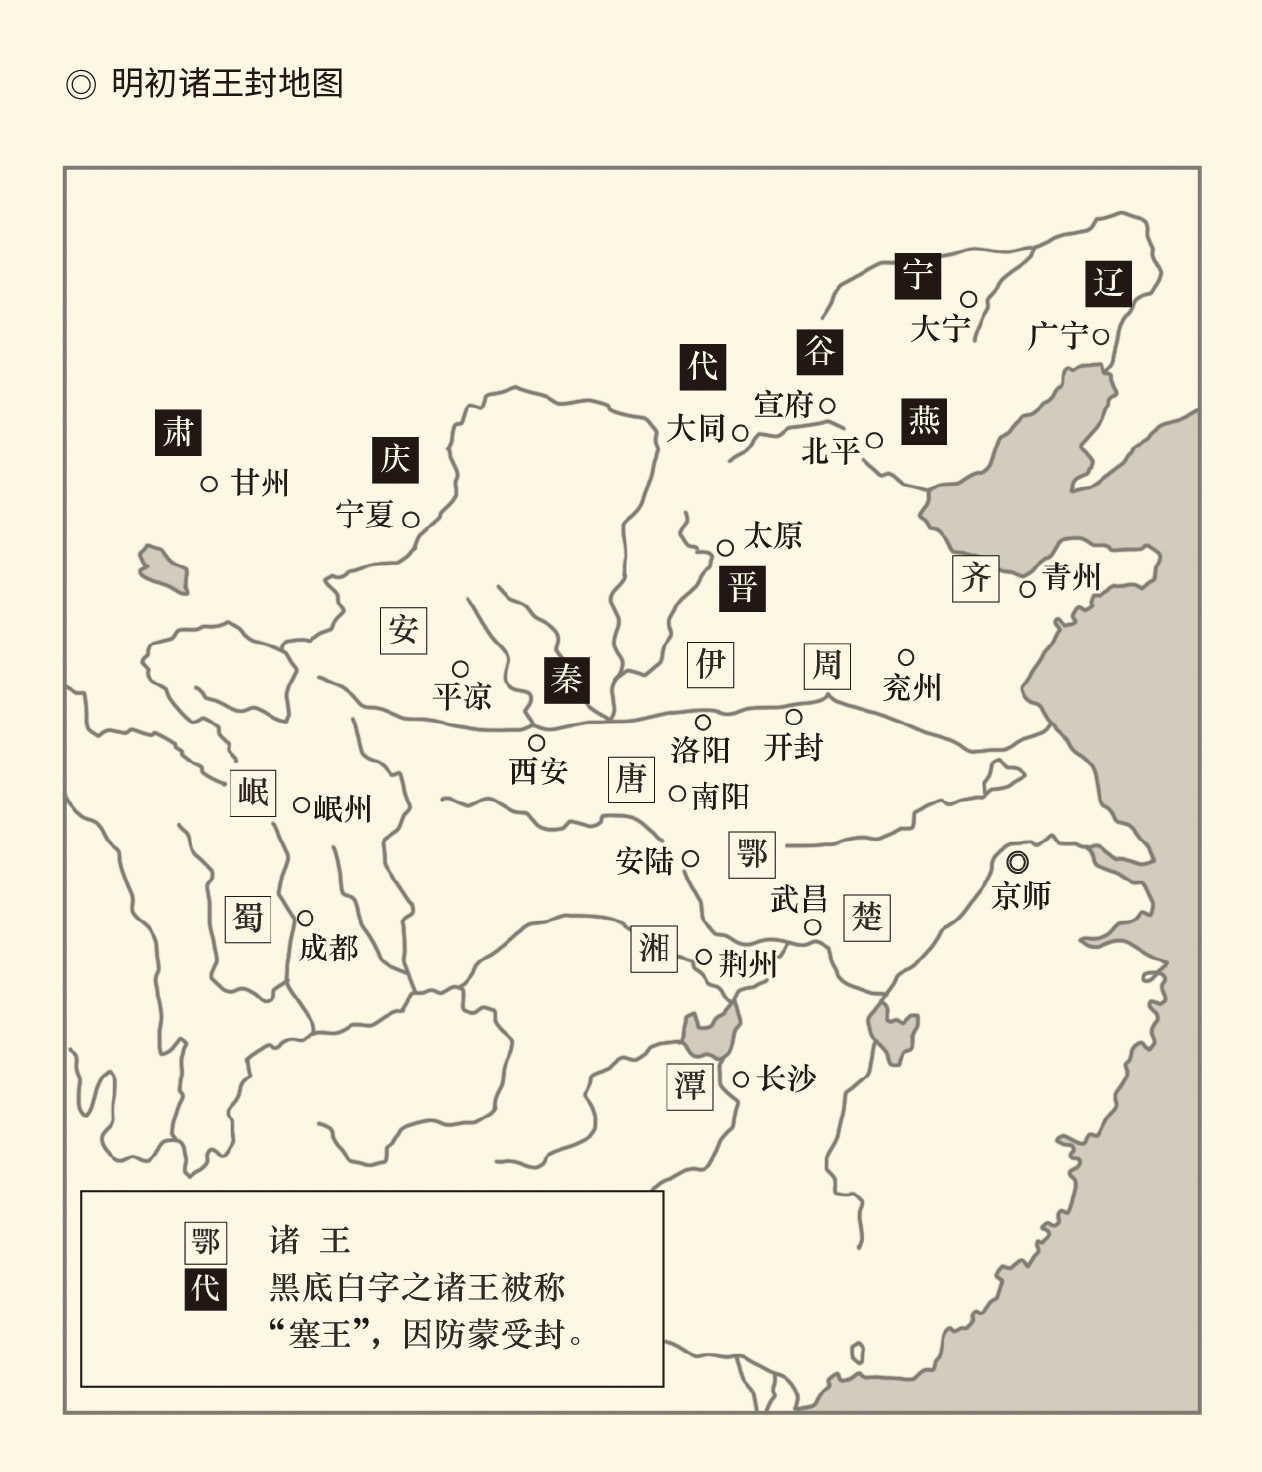 ◎ 明初诸王封地图
宁
辽
大宁
广宁
谷
代
宣府
燕
大同
北平
肃
甘州
庆
宁夏
太原
晋
齐
青州
安
平凉
秦
伊
周
兖州
洛阳
开封
西安
唐
南阳
岷
岷州
安陆
鄂
京师
武昌
楚
蜀
成都
湘
荆州
潭
长沙
鄂 诸 王
代 黑底白字之诸王被称
“塞王”，因防蒙受封。